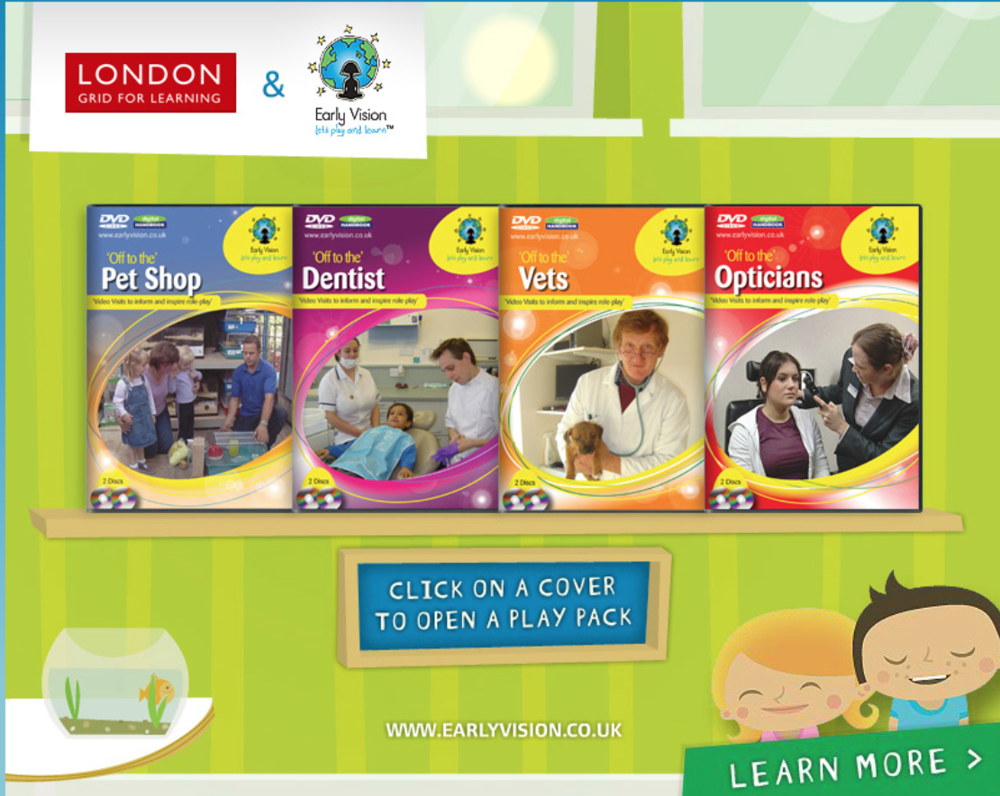 LONDON
GRID FOR LEARNING
&
Early Vision
lets play and learn™
DVD
VIDEO
digital
HANDBOOK
www.earlyvision.co.uk
Early Vision
lets play and learn
'Off to the'
Pet Shop
'Video Visits to inform and inspire role-play'
2 Discs
DVD
VIDEO
digital
HANDBOOK
www.earlyvision.co.uk
Early Vision
lets play and learn
'Off to the'
Dentist
'Video Visits to inform and inspire role-play'
2 Discs
DVD
VIDEO
digital
HANDBOOK
www.earlyvision.co.uk
Early Vision
lets play and learn
'Off to the'
Vets
'Video Visits to inform and inspire role-play'
2 Discs
DVD
VIDEO
digital
HANDBOOK
www.earlyvision.co.uk
Early Vision
lets play and learn
'Off to the'
Opticians
'Video Visits to inform and inspire role-play'
2 Discs
CLICK ON A COVER
TO OPEN A PLAY PACK
WWW.EARLYVISION.CO.UK
LEARN MORE >